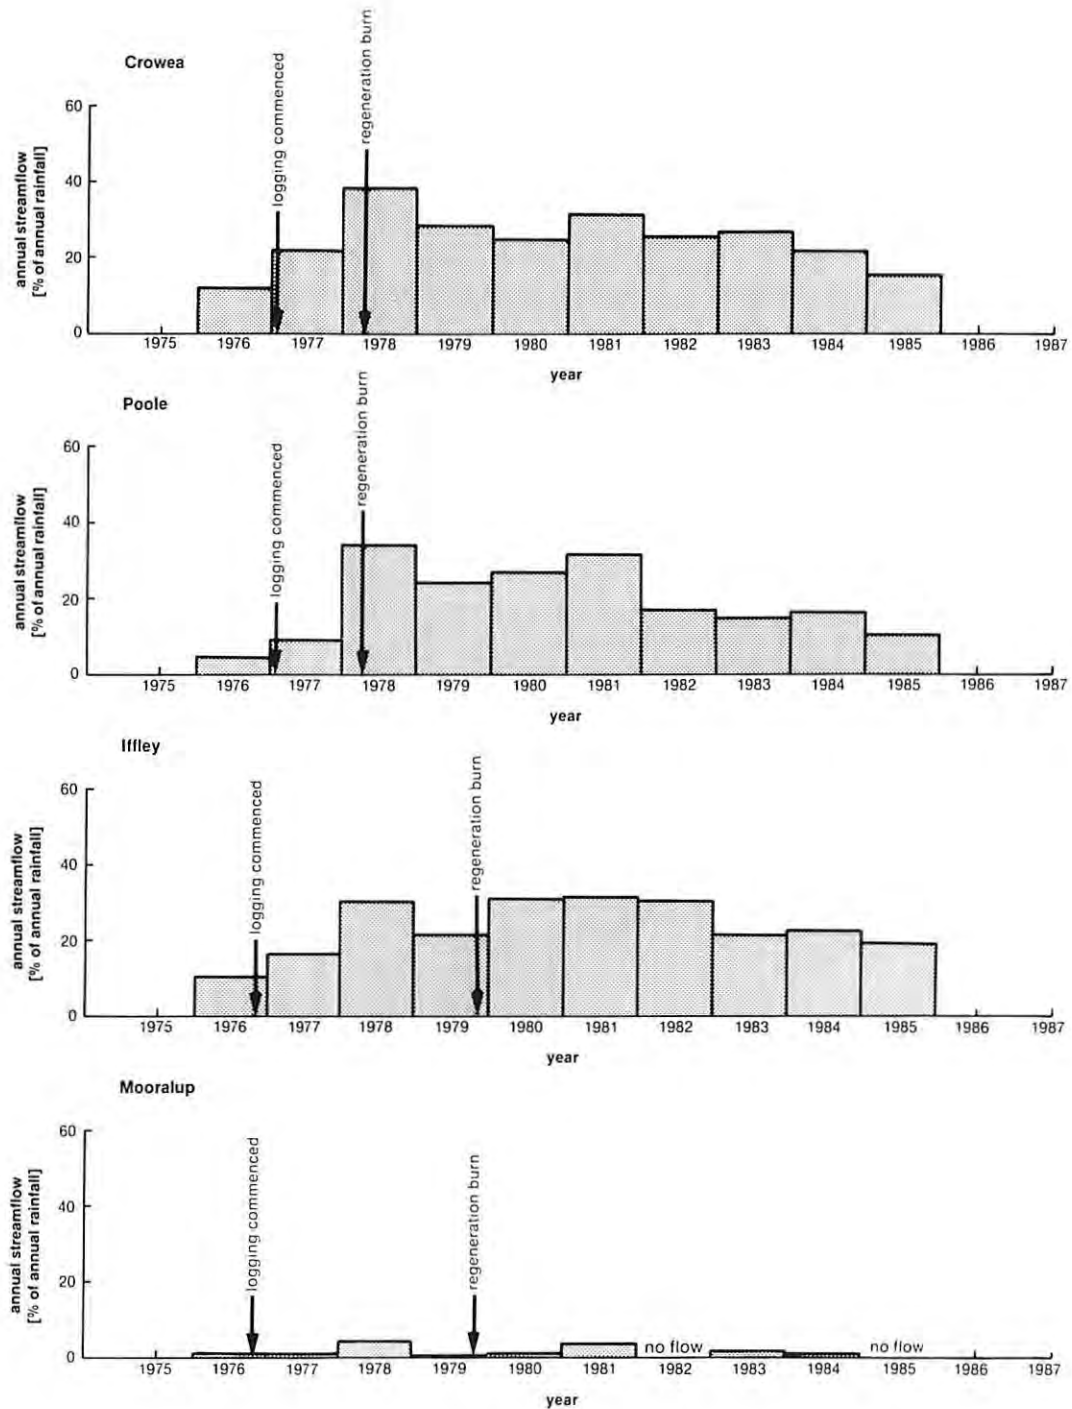 Crowea
logging commenced
regeneration burn
annual streamflow
[% of annual rainfall]
60
40
20
0
1975 1976 1977 1978 1979 1980 1981 1982 1983 1984 1985 1986 1987
year
Poole
logging commenced
regeneration burn
annual streamflow
[% of annual rainfall]
60
40
20
0
1975 1976 1977 1978 1979 1980 1981 1982 1983 1984 1985 1986 1987
year
Iffley
logging commenced
regeneration burn
annual streamflow
[% of annual rainfall]
60
40
20
0
1975 1976 1977 1978 1979 1980 1981 1982 1983 1984 1985 1986 1987
year
Mooralup
logging commenced
regeneration burn
annual streamflow
[% of annual rainfall]
60
40
20
0
no flow
no flow
1975 1976 1977 1978 1979 1980 1981 1982 1983 1984 1985 1986 1987
year